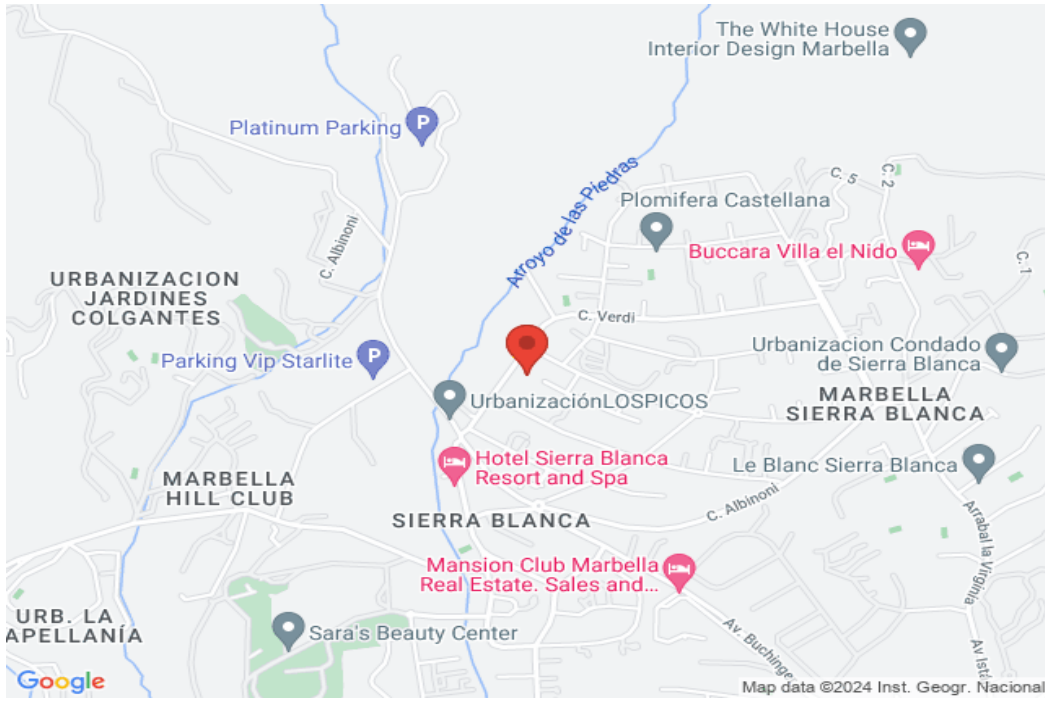 The White House
Interior Design Marbella
Platinum Parking
P
Arroyo de las Piedras
Plomifera Castellana
C. 5
C. 2
Buccara Villa el Nido
C. 1
C. Albinoni
URBANIZACION
JARDINES
COLGANTES
C. Verdi
Parking Vip Starlite
P
Urbanizacion Condado
de Sierra Blanca
UrbanizaciónLOSPICOS
MARBELLA
SIERRA BLANCA
Hotel Sierra Blanca
Resort and Spa
Le Blanc Sierra Blanca
MARBELLA
HILL CLUB
C. Albinoni
SIERRA BLANCA
Arrabal la Virginia
Mansion Club Marbella
Real Estate. Sales and...
URB. LA
APELLANÍA
Sara's Beauty Center
Av. Buchinge
Av Istá
Google
Map data ©2024 Inst. Geogr. Nacional